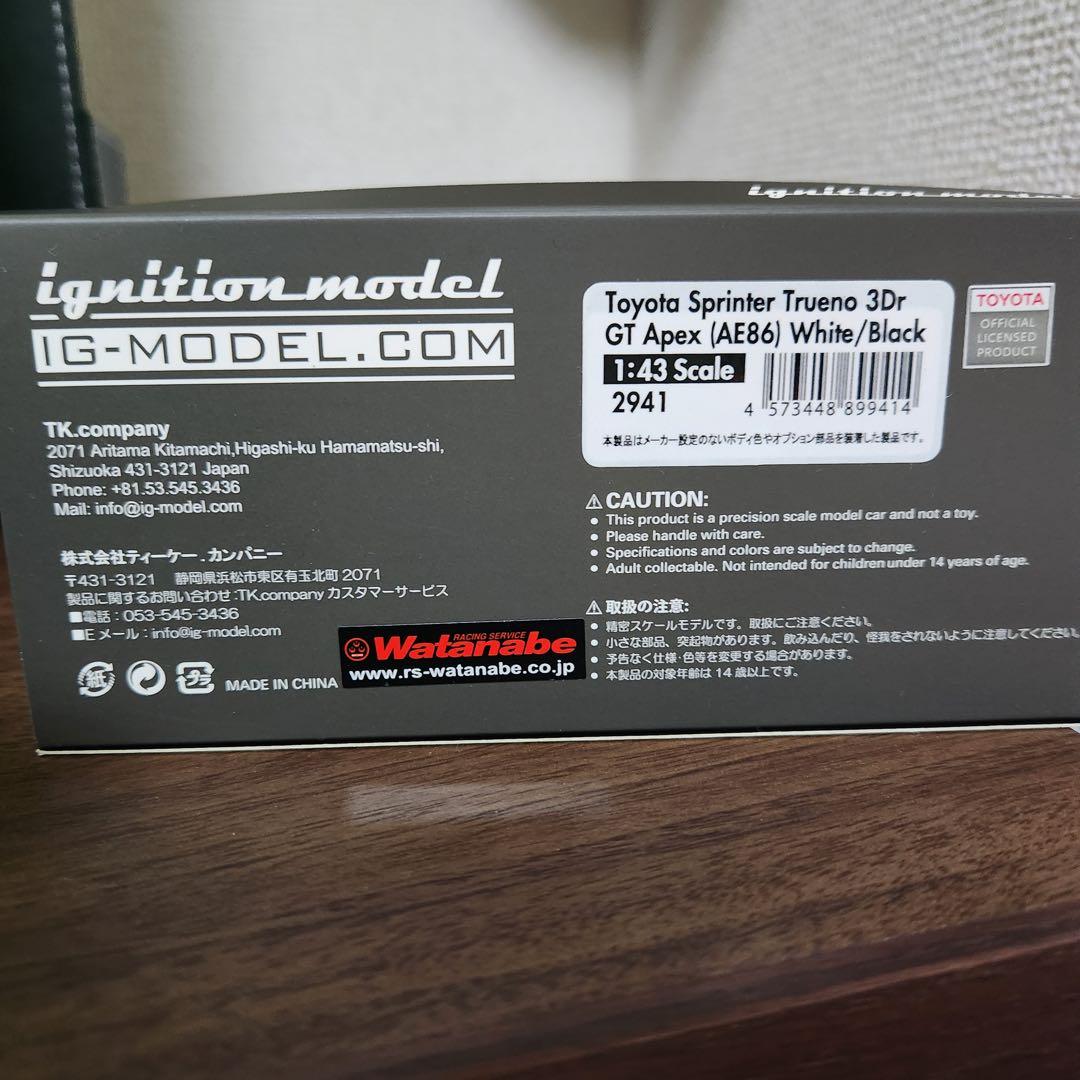 ignition model
ignition model
IG-MODEL.COM
TK.company
2071 Aritama Kitamachi,Higashi-ku Hamamatsu-shi,
Shizuoka 431-3121 Japan
Phone: +81.53.545.3436
Mail: info@ig-model.com
株式会社ティーケー.カンパニー
〒431-3121 静岡県浜松市東区有玉北町 2071
製品に関するお問い合わせ:TK.company カスタマーサービス
■電話:053-545-3436
■E メール:info@ig-model.com
紙
プラ
MADE IN CHINA
RACING SERVICE
Watanabe
www.rs-watanabe.co.jp
Toyota Sprinter Trueno 3Dr
GT Apex (AE86) White/Black
1:43 Scale
2941
4 573448 899414
本製品はメーカー設定のないボディ色やオプション部品を装着した製品です。
TOYOTA
OFFICIAL
LICENSED
PRODUCT
⚠ CAUTION:
• This product is a precision scale model car and not a toy.
• Please handle with care.
• Specifications and colors are subject to change.
• Adult collectable. Not intended for children under 14 years of age.
⚠ 取扱の注意:
• 精密スケールモデルです。取扱にご注意ください。
• 小さな部品、突起物があります。飲み込んだり、怪我をされないように注意してください。
• 予告なく仕様・色等を変更する場合があります。
• 本製品の対象年齢は 14 歳以上です。